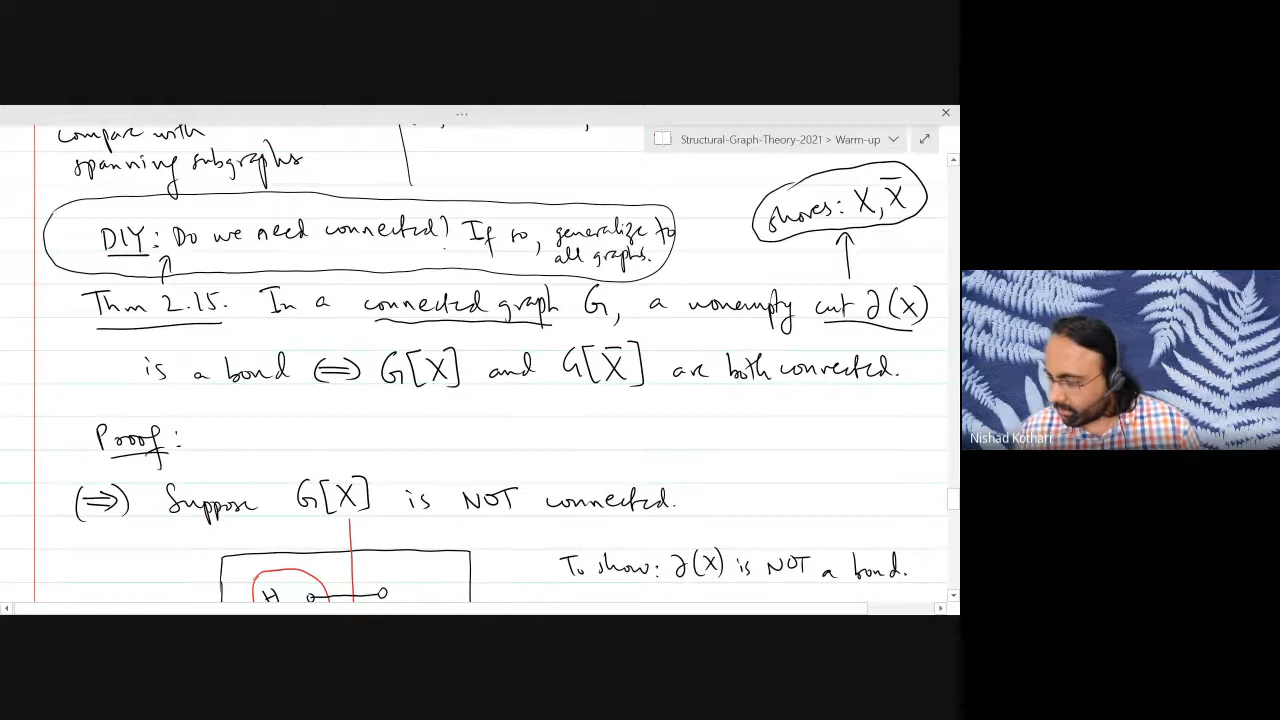 compare with
spanning subgraphs
Structural-Graph-Theory-2021 > Warm-up
shores: X, X̄
DIY: Do we need connected? If so, generalize to
all graphs.
Thm 2.15. In a connected graph G, a nonempty cut ∂(X)
is a bond ⟺ G[X] and G[X̄] are both connected.
Proof:
(⟹) Suppose G[X] is NOT connected.
To show: ∂(X) is NOT a bond.
H
Nishad Kothari